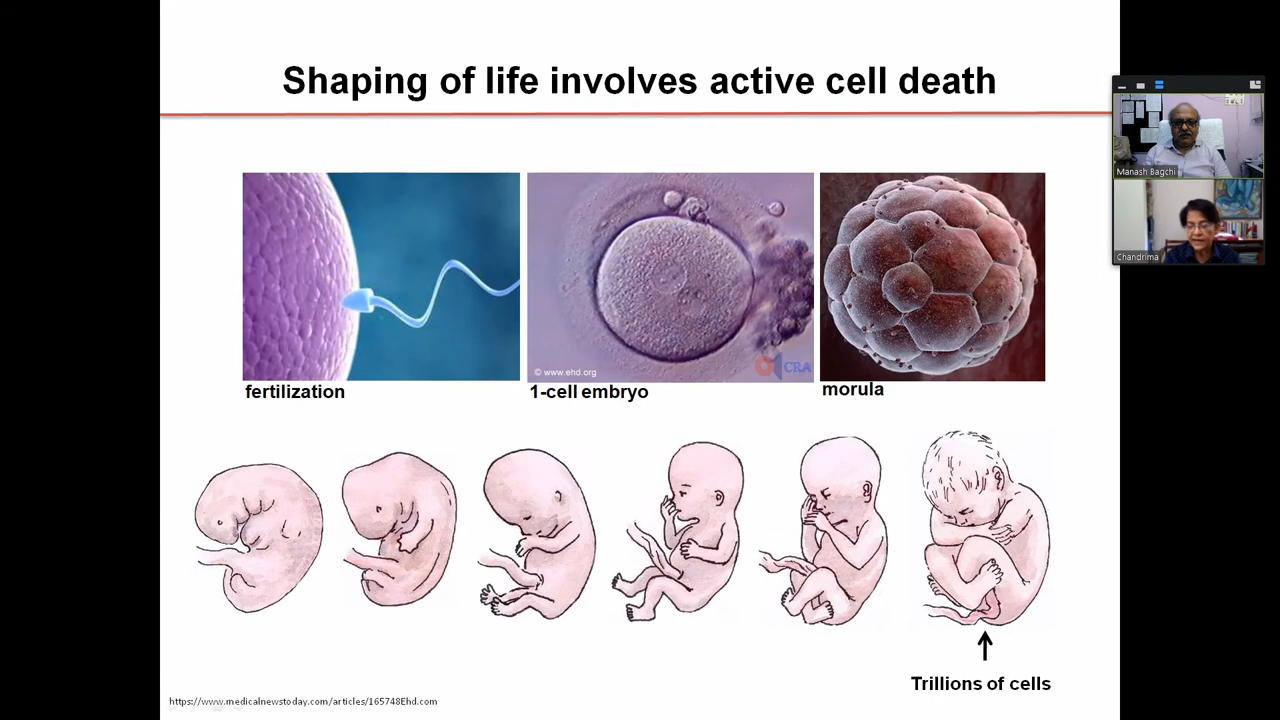 Shaping of life involves active cell death
Manash Bagchi
Chandrima
© www.ehd.org
CRA
fertilization
1-cell embryo
morula
Trillions of cells
https://www.medicalnewstoday.com/articles/165748Ehd.com